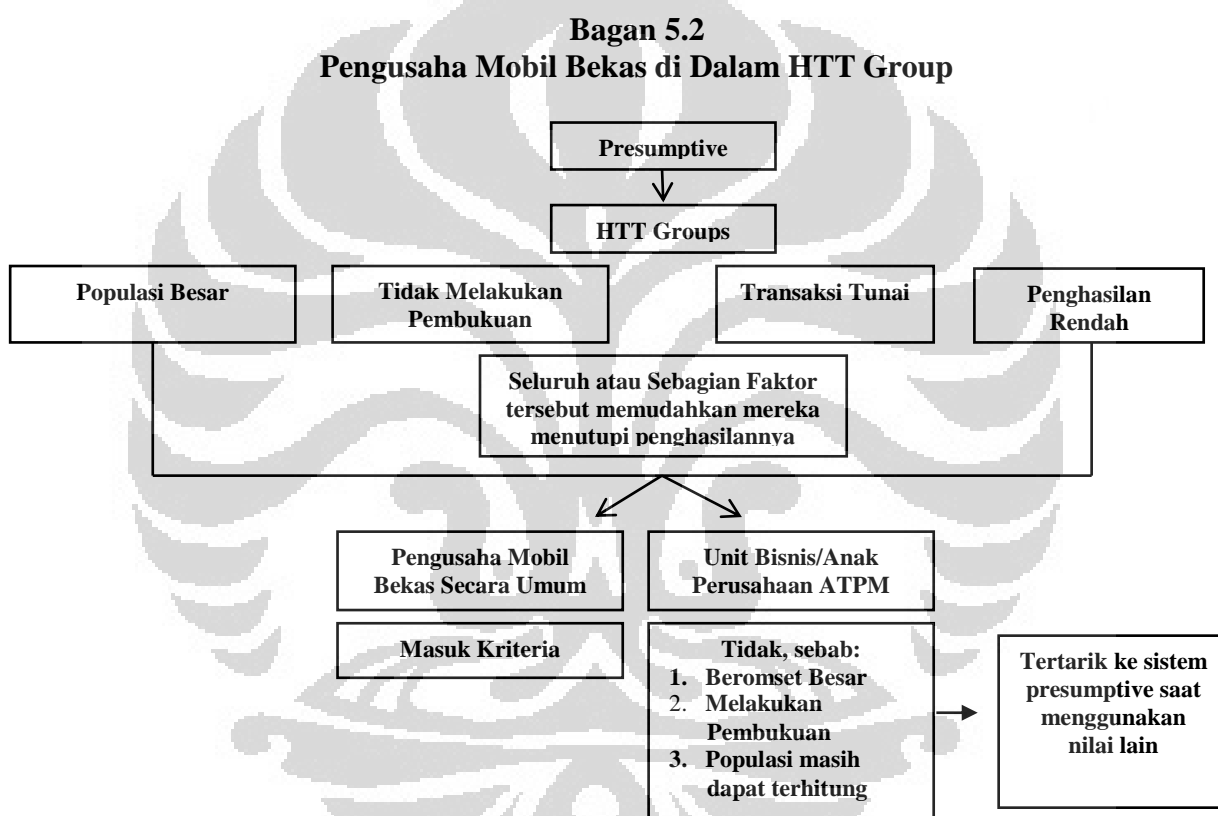 Bagan 5.2
Pengusaha Mobil Bekas di Dalam HTT Group
Presumptive
HTT Groups
Populasi Besar
Tidak Melakukan
Pembukuan
Transaksi Tunai
Penghasilan
Rendah
Seluruh atau Sebagian Faktor
tersebut memudahkan mereka
menutupi penghasilannya
Pengusaha Mobil
Bekas Secara Umum
Unit Bisnis/Anak
Perusahaan ATPM
Masuk Kriteria
Tidak, sebab:
1. Beromset Besar
2. Melakukan
Pembukuan
3. Populasi masih
dapat terhitung
Tertarik ke sistem
presumptive saat
menggunakan
nilai lain